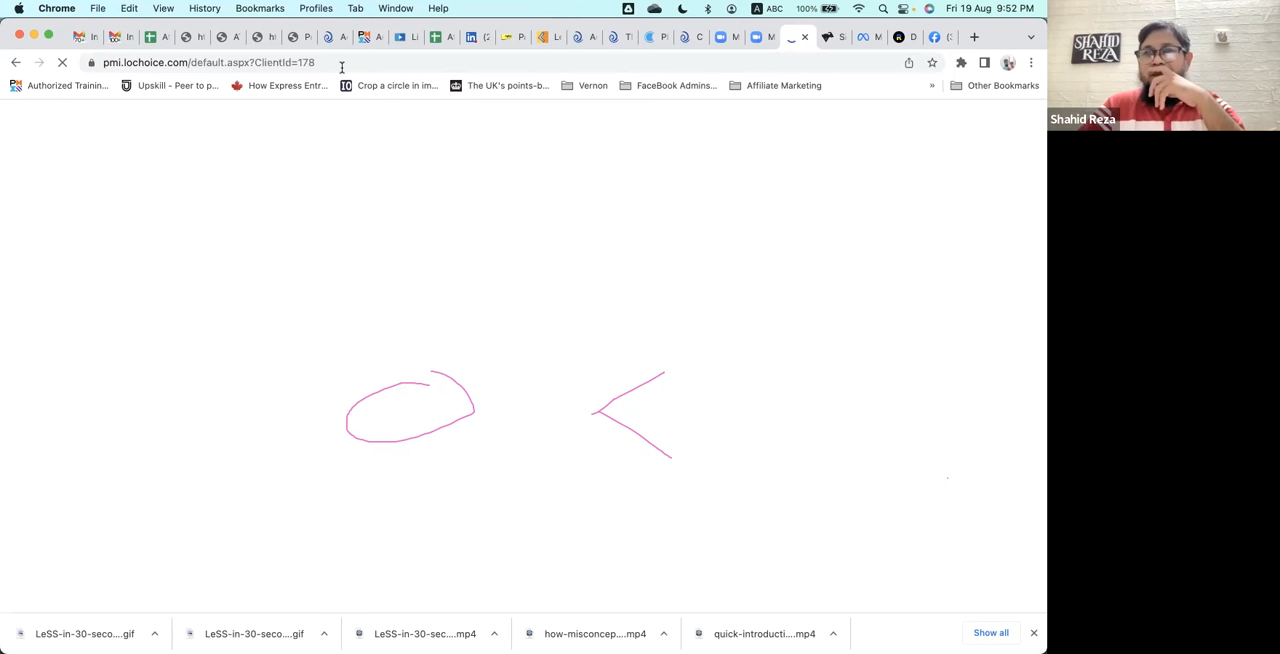 Chrome File Edit View History Bookmarks Profiles Tab Window Help A ABC 100% Fri 19 Aug 9:52 PM
pmi.lochoice.com/default.aspx?ClientId=178
Authorized Trainin... Upskill - Peer to p... How Express Entr... 10 Crop a circle in im... The UK's points-b... Vernon FaceBook Admins... Affiliate Marketing » Other Bookmarks
SHAHID
REZA
Shahid Reza
LeSS-in-30-seco....gif LeSS-in-30-seco....gif LeSS-in-30-sec....mp4 how-misconcep....mp4 quick-introducti....mp4 Show all